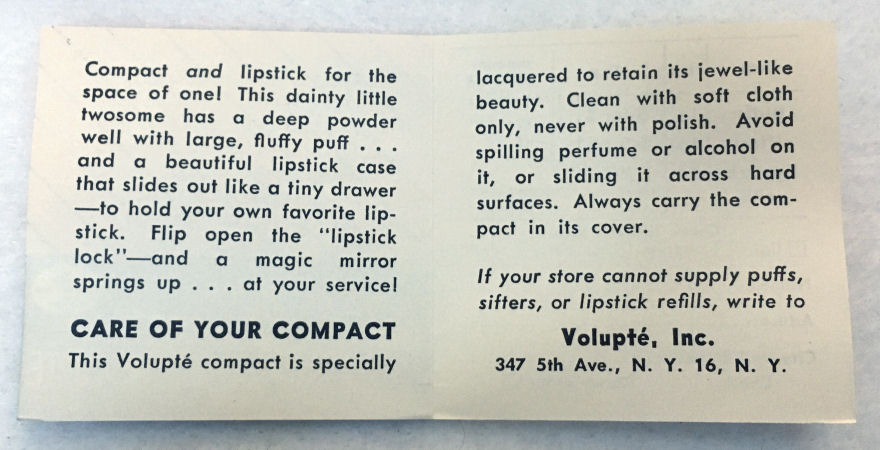 Compact and lipstick for the
space of one! This dainty little
twosome has a deep powder
well with large, fluffy puff . . .
and a beautiful lipstick case
that slides out like a tiny drawer
—to hold your own favorite lip-
stick. Flip open the "lipstick
lock"—and a magic mirror
springs up . . . at your service!
CARE OF YOUR COMPACT
This Volupté compact is specially
lacquered to retain its jewel-like
beauty. Clean with soft cloth
only, never with polish. Avoid
spilling perfume or alcohol on
it, or sliding it across hard
surfaces. Always carry the com-
pact in its cover.
If your store cannot supply puffs,
sifters, or lipstick refills, write to
Volupté, Inc.
347 5th Ave., N. Y. 16, N. Y.